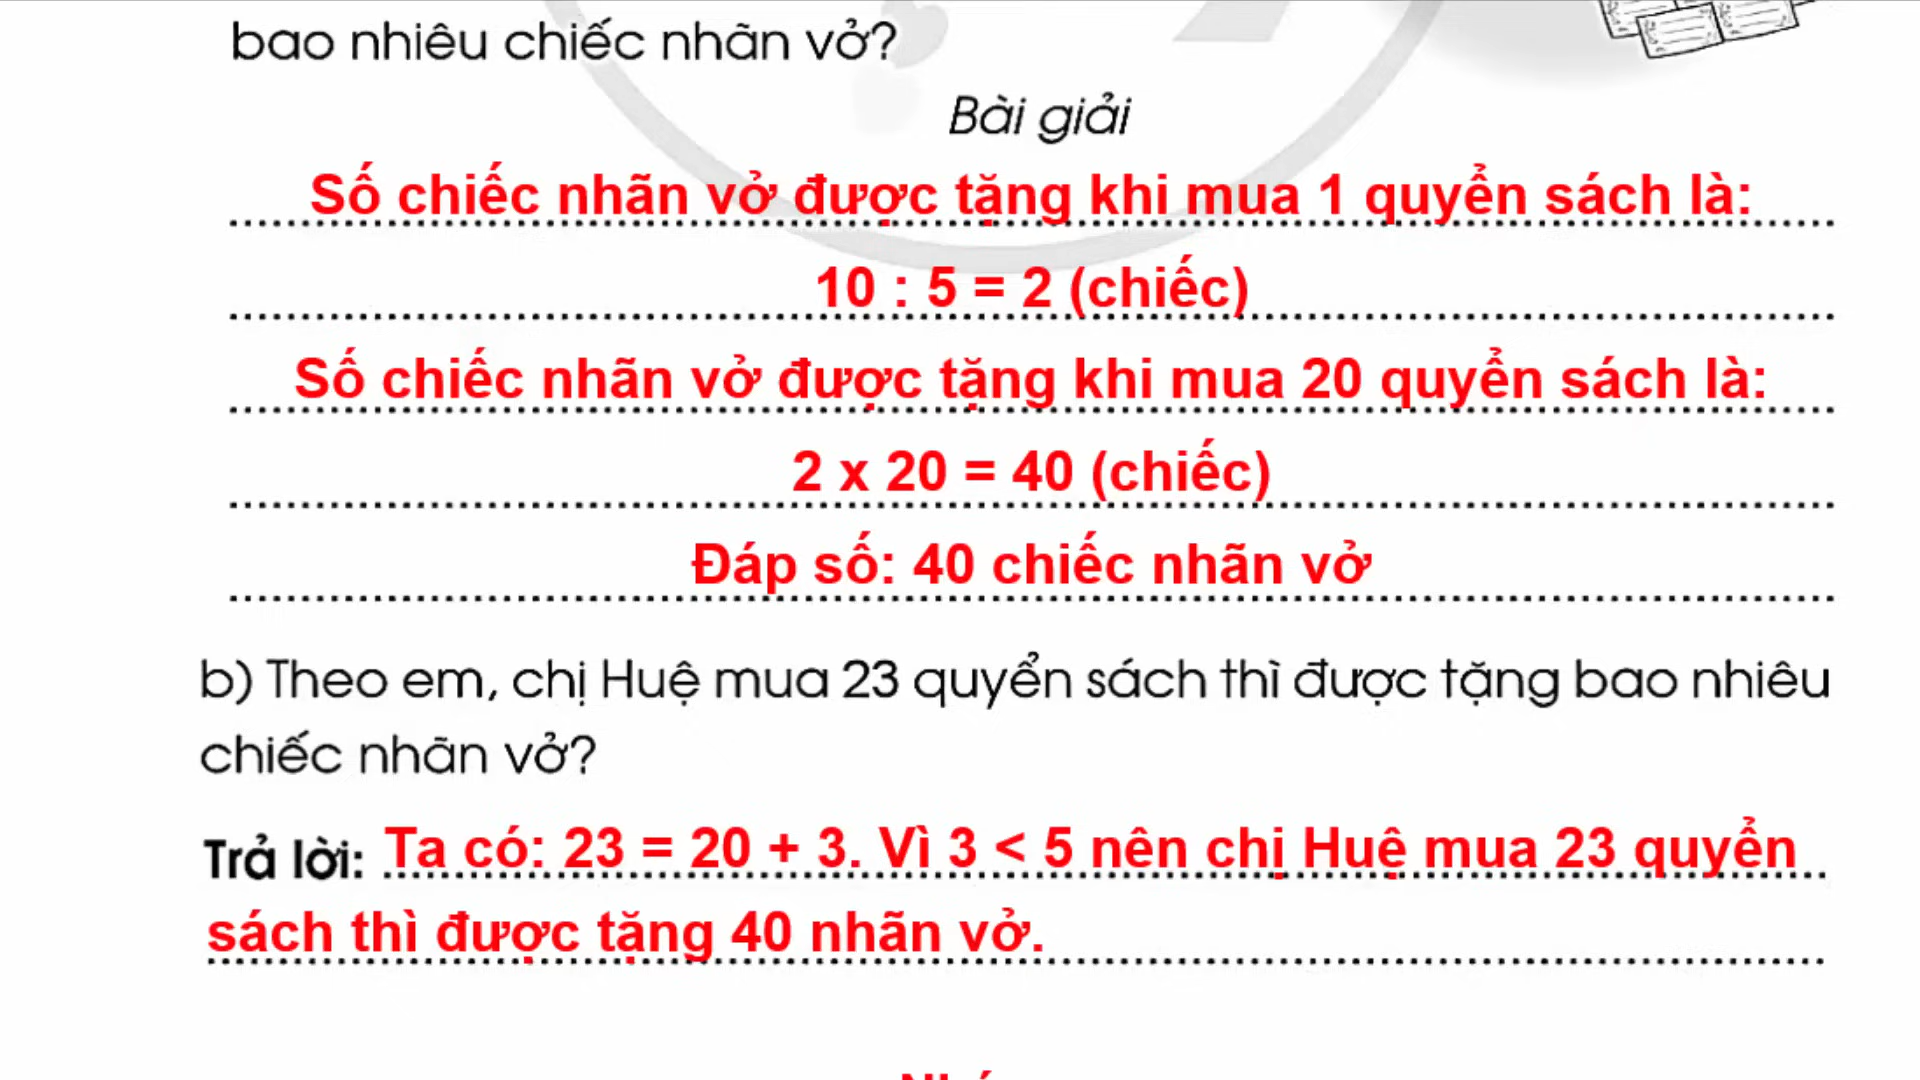 bao nhiêu chiếc nhãn vở?
Bài giải
Số chiếc nhãn vở được tặng khi mua 1 quyển sách là:
10 : 5 = 2 (chiếc)
Số chiếc nhãn vở được tặng khi mua 20 quyển sách là:
2 x 20 = 40 (chiếc)
Đáp số: 40 chiếc nhãn vở
b) Theo em, chị Huệ mua 23 quyển sách thì được tặng bao nhiêu
chiếc nhãn vở?
Trả lời: Ta có: 23 = 20 + 3. Vì 3 < 5 nên chị Huệ mua 23 quyển
sách thì được tặng 40 nhãn vở.